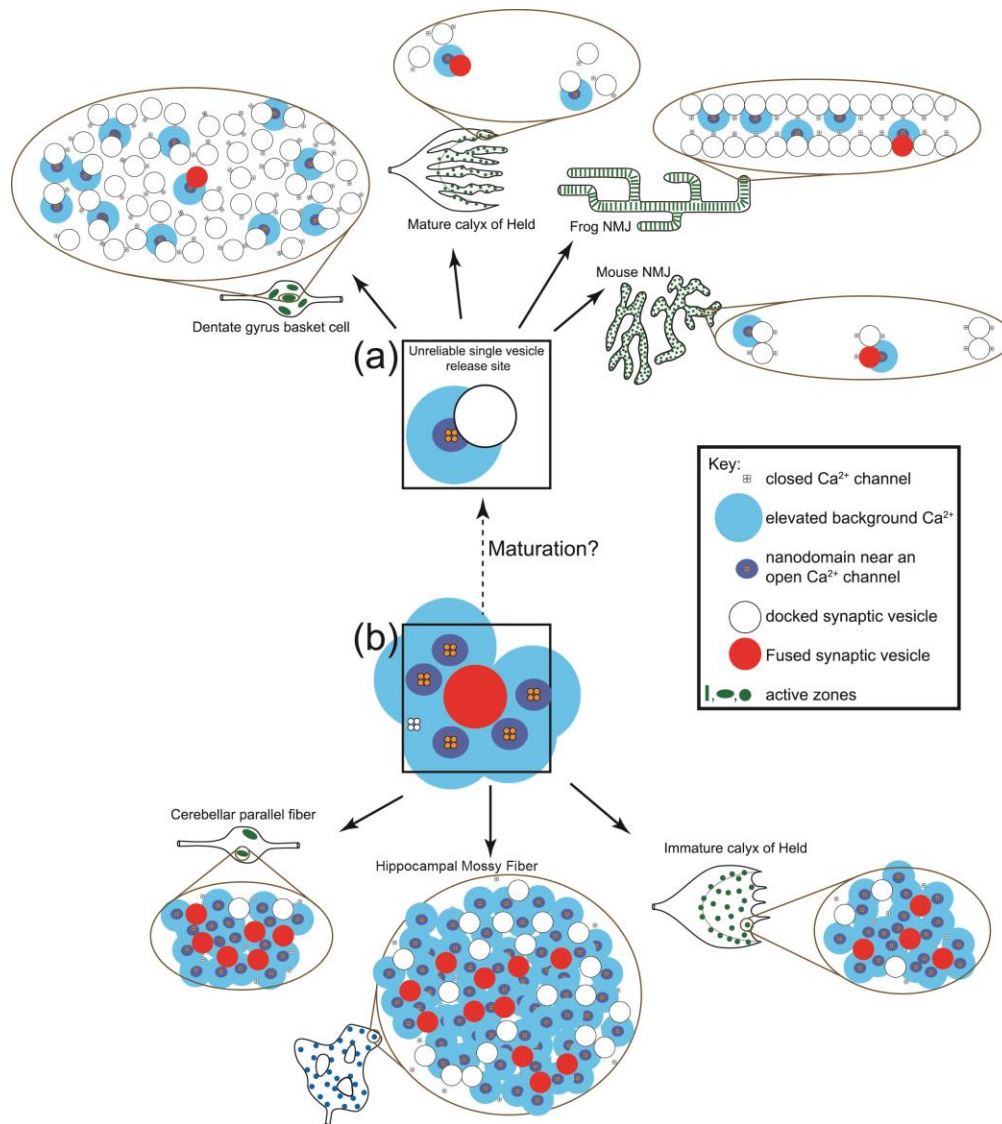 Mature calyx of Held
Frog NMJ
Mouse NMJ
Dentate gyrus basket cell
(a)
Unreliable single vesicle
release site
Key:
closed Ca²⁺ channel
elevated background Ca²⁺
nanodomain near an
open Ca²⁺ channel
docked synaptic vesicle
Fused synaptic vesicle
active zones
Maturation?
(b)
Cerebellar parallel fiber
Hippocampal Mossy Fiber
Immature calyx of Held